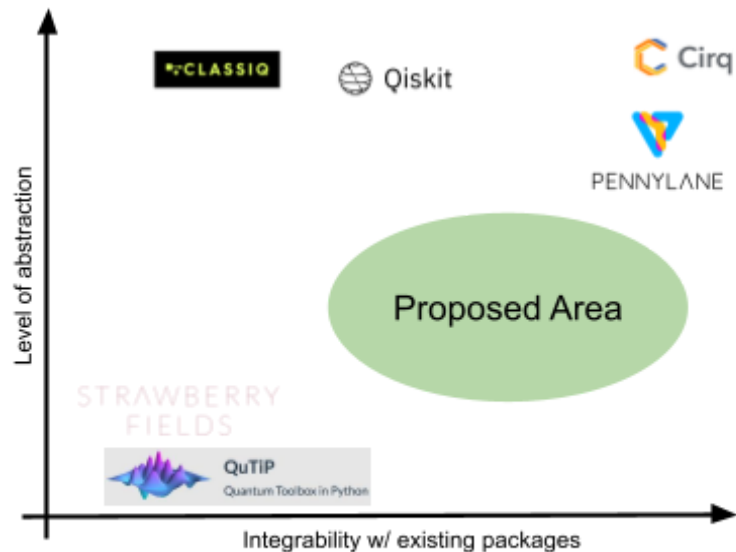 CLASSIQ
Qiskit
Cirq
PENNYLANE
Level of abstraction
Proposed Area
STRAWBERRY
FIELDS
QuTiP
Quantum Toolbox in Python
Integrability w/ existing packages